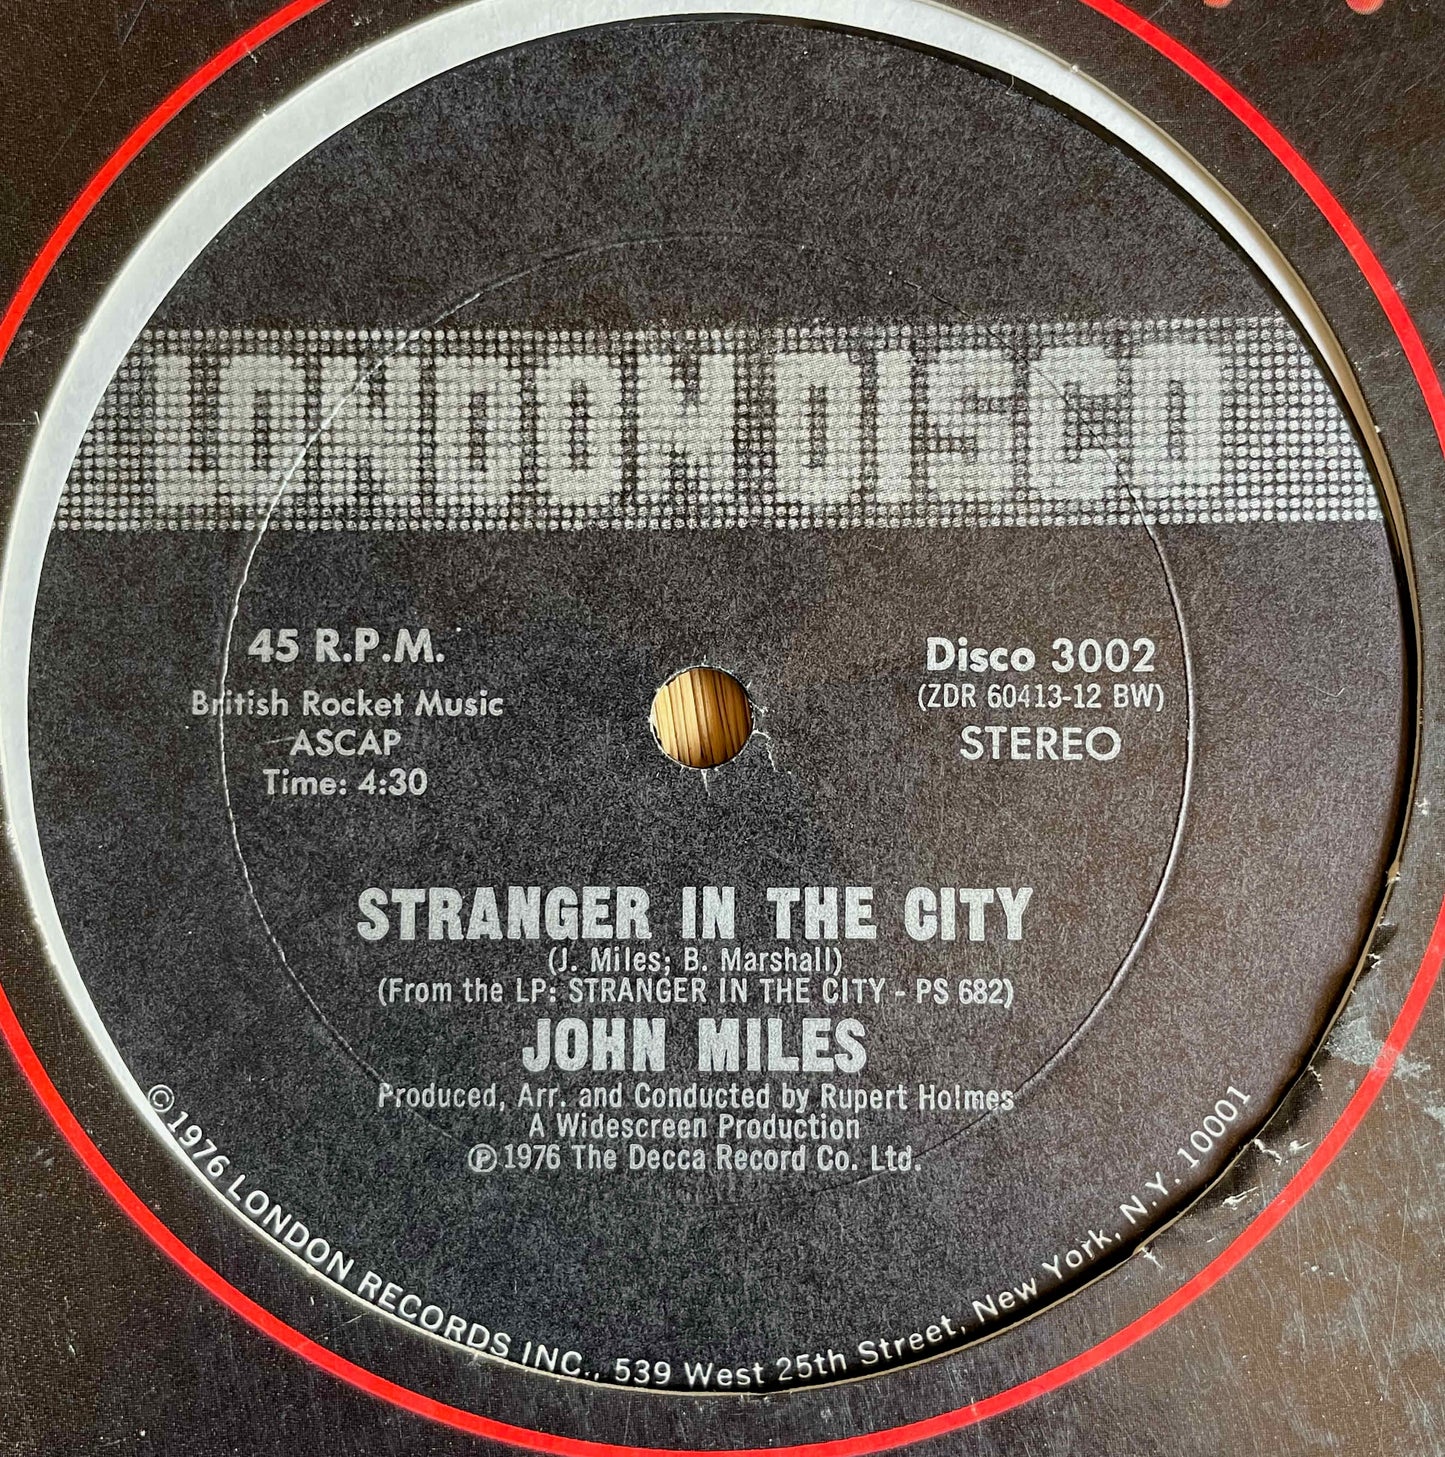 LONDON DISCO
45 R.P.M.
British Rocket Music
ASCAP
Time: 4:30
Disco 3002
(ZDR 60413-12 BW)
STEREO
STRANGER IN THE CITY
(J. Miles; B. Marshall)
(From the LP: STRANGER IN THE CITY - PS 682)
JOHN MILES
Produced, Arr. and Conducted by Rupert Holmes
A Widescreen Production
℗ 1976 The Decca Record Co. Ltd.
© 1976 LONDON RECORDS INC., 539 West 25th Street, New York, N.Y. 10001